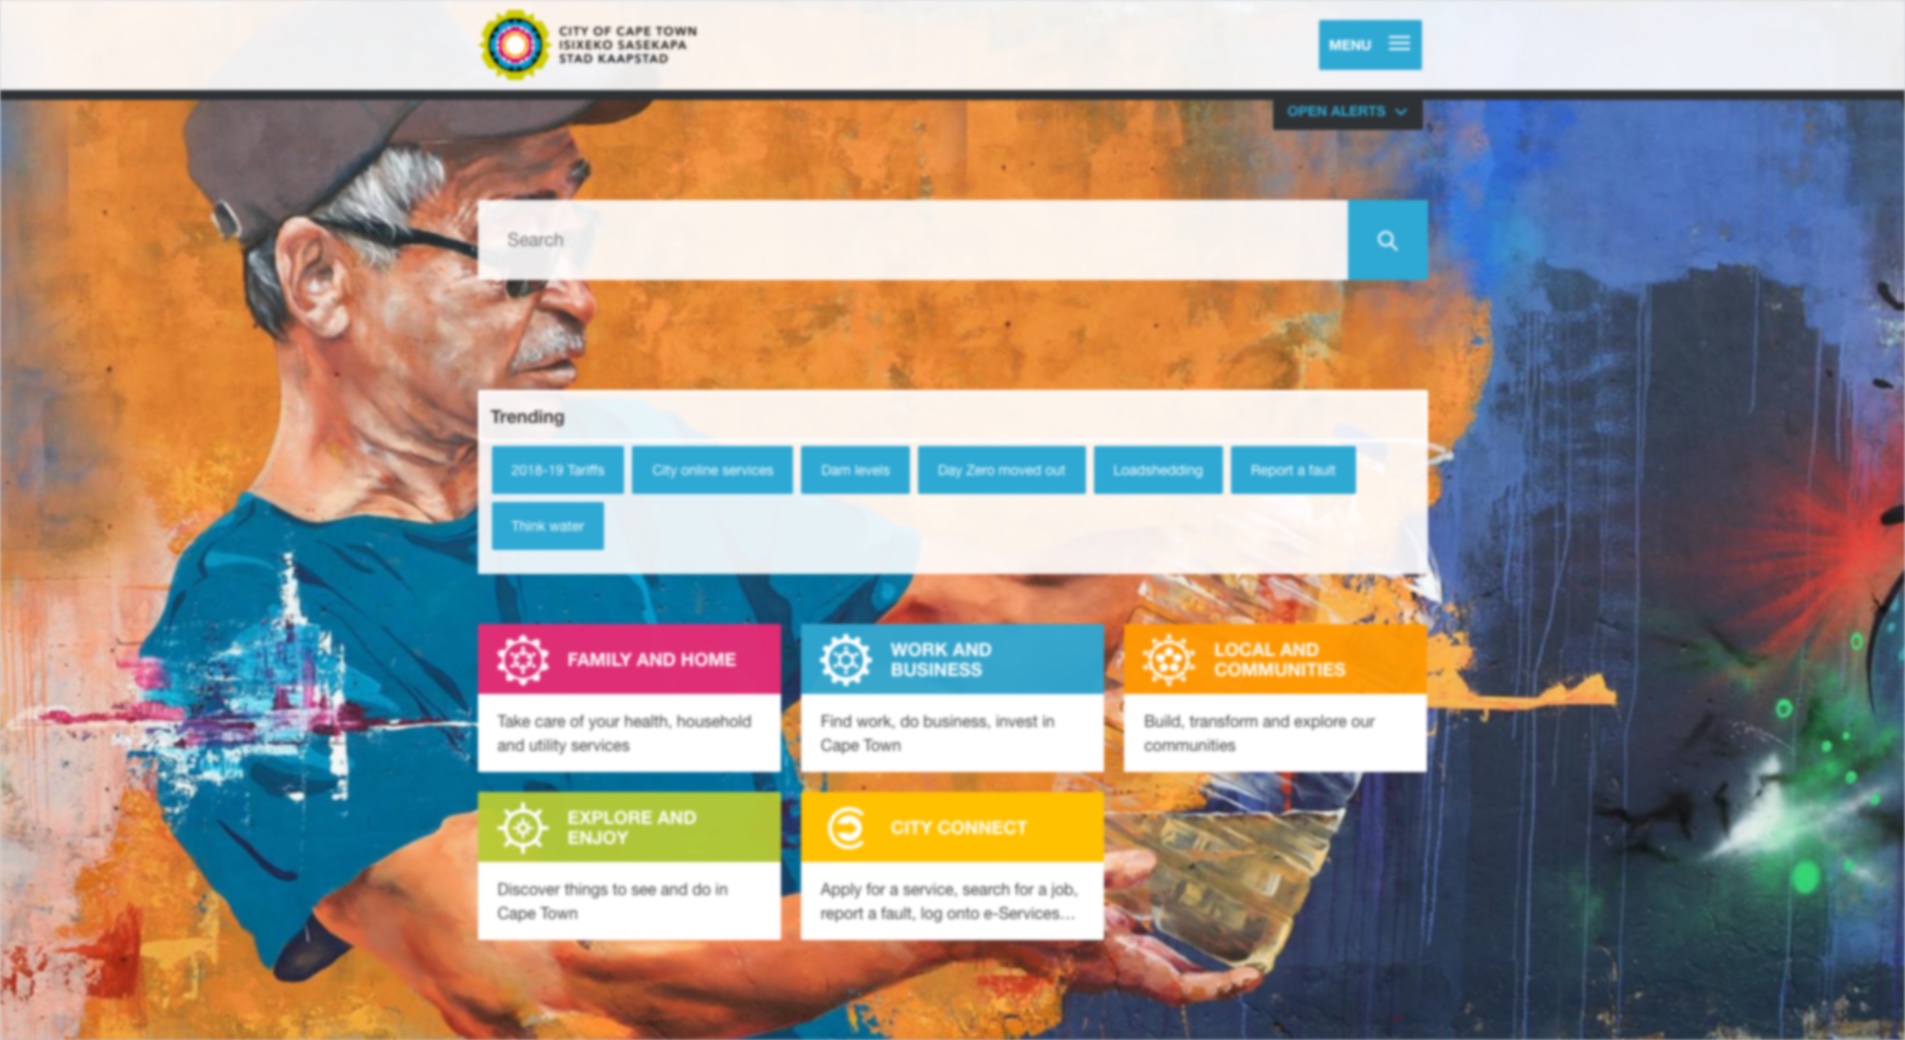 CITY OF CAPE TOWN
ISIXEKO SASEKAPA
STAD KAAPSTAD
MENU
OPEN ALERTS
Search
Trending
2018-19 Tariffs
City online services
Dam levels
Day Zero moved out
Loadshedding
Report a fault
Think water
FAMILY AND HOME
Take care of your health, household
and utility services
WORK AND
BUSINESS
Find work, do business, invest in
Cape Town
LOCAL AND
COMMUNITIES
Build, transform and explore our
communities
EXPLORE AND
ENJOY
Discover things to see and do in
Cape Town
CITY CONNECT
Apply for a service, search for a job,
report a fault, log onto e-Services...